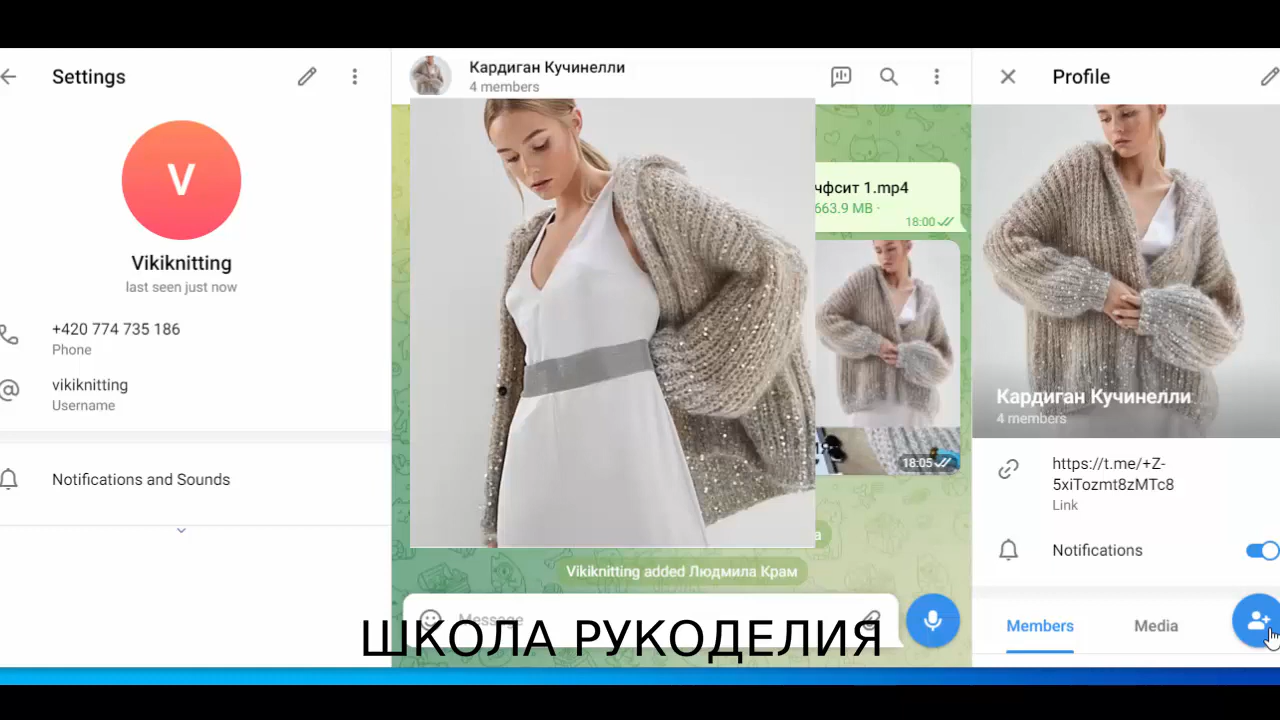 Settings
V
Vikiknitting
last seen just now
+420 774 735 186
Phone
vikiknitting
Username
Notifications and Sounds
Кардиган Кучинелли
4 members
чфсит 1.mp4
663.9 MB ·
18:00
18:05
а
Vikiknitting added Людмила Крам
Message
ШКОЛА РУКОДЕЛИЯ
Profile
Кардиган Кучинелли
4 members
https://t.me/+Z-
5xiTozmt8zMTc8
Link
Notifications
Members
Media